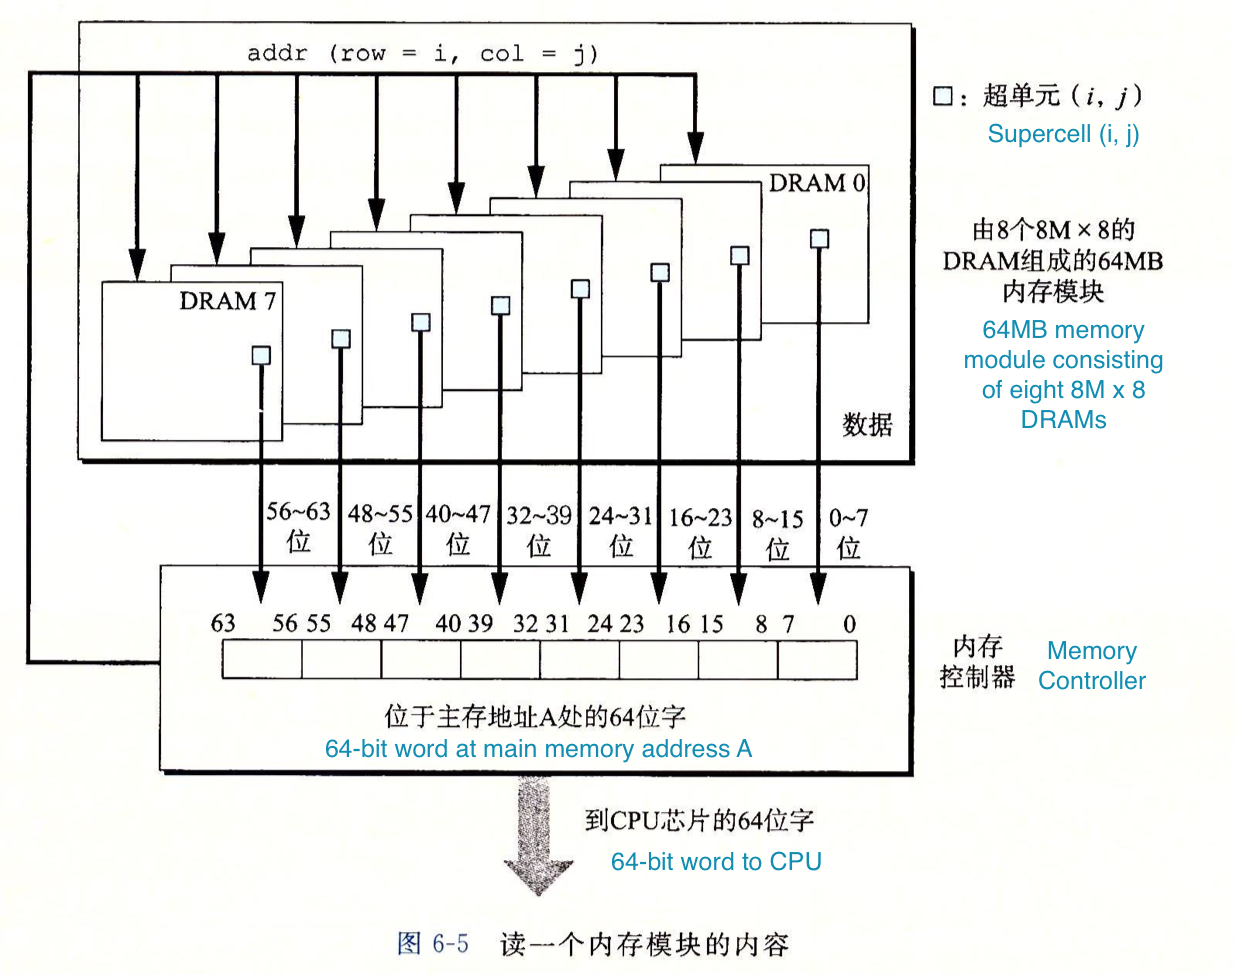 addr (row = i, col = j)
DRAM 0
DRAM 7
数据
□：超单元（i, j）
Supercell (i, j)
由8个8M×8的
DRAM组成的64MB
内存模块
64MB memory
module consisting
of eight 8M x 8
DRAMs
56~63
位
48~55
位
40~47
位
32~39
位
24~31
位
16~23
位
8~15
位
0~7
位
63 56 55 48 47 40 39 32 31 24 23 16 15 8 7 0
位于主存地址A处的64位字
64-bit word at main memory address A
内存
控制器
Memory
Controller
到CPU芯片的64位字
64-bit word to CPU
图 6-5 读一个内存模块的内容